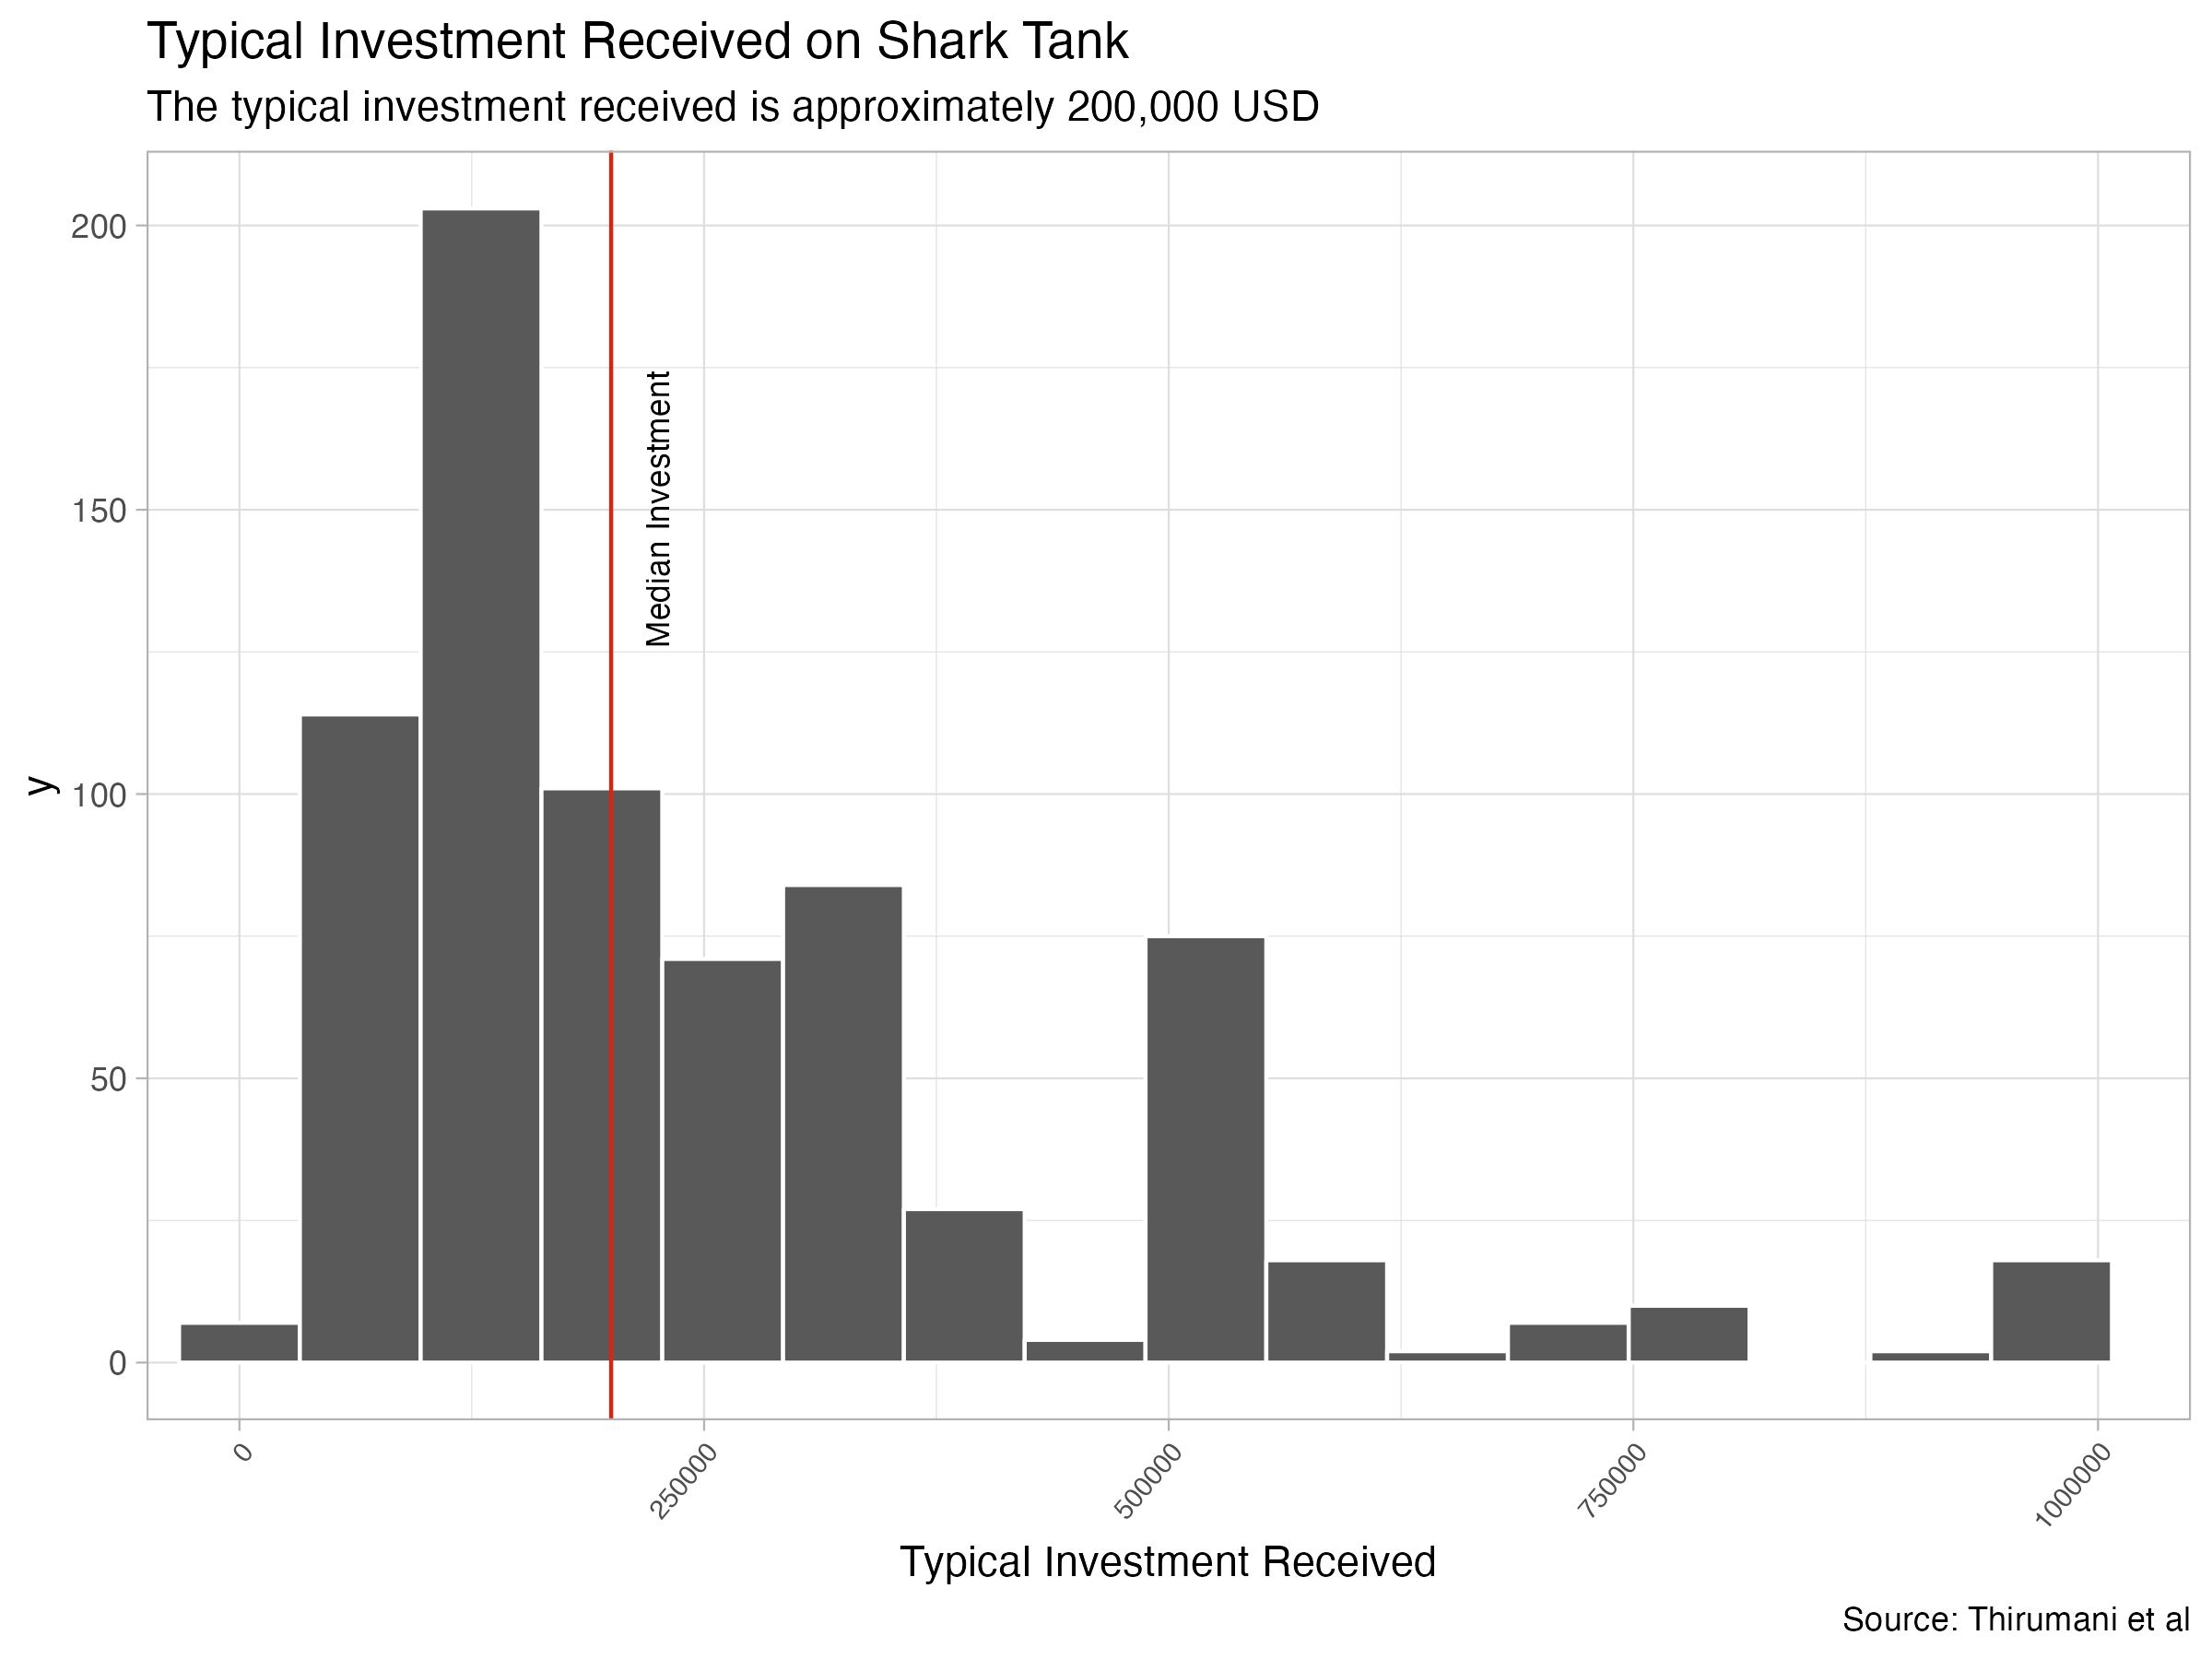 Typical Investment Received on Shark Tank
The typical investment received is approximately 200,000 USD
200
150
100
50
0
y
Median Investment
0
250000
500000
750000
1000000
Typical Investment Received
Source: Thirumani et al